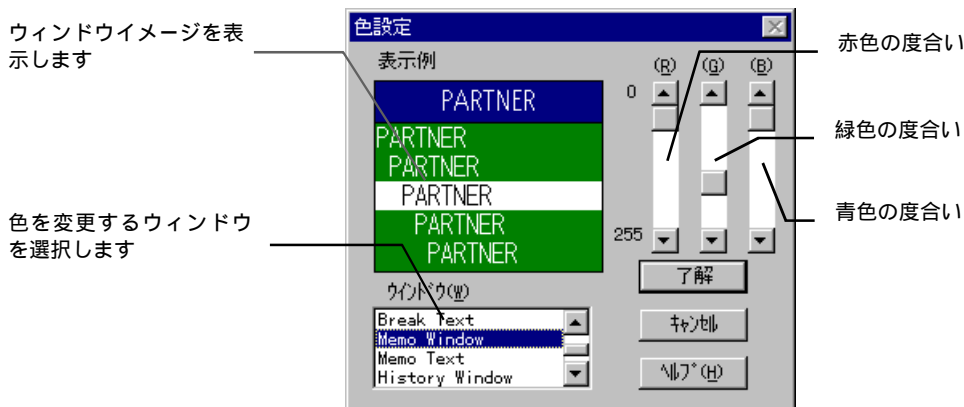 ウィンドウイメージを表
示します
色を変更するウィンドウ
を選択します
色設定
表示例
PARTNER
PARTNER
PARTNER
PARTNER
PARTNER
PARTNER
ｳｲﾝﾄﾞｳ(W)
Break Text
Memo Window
Memo Text
History Window
(R) (G) (B)
0
255
了解
ｷｬﾝｾﾙ
ﾍﾙﾌﾟ(H)
赤色の度合い
緑色の度合い
青色の度合い